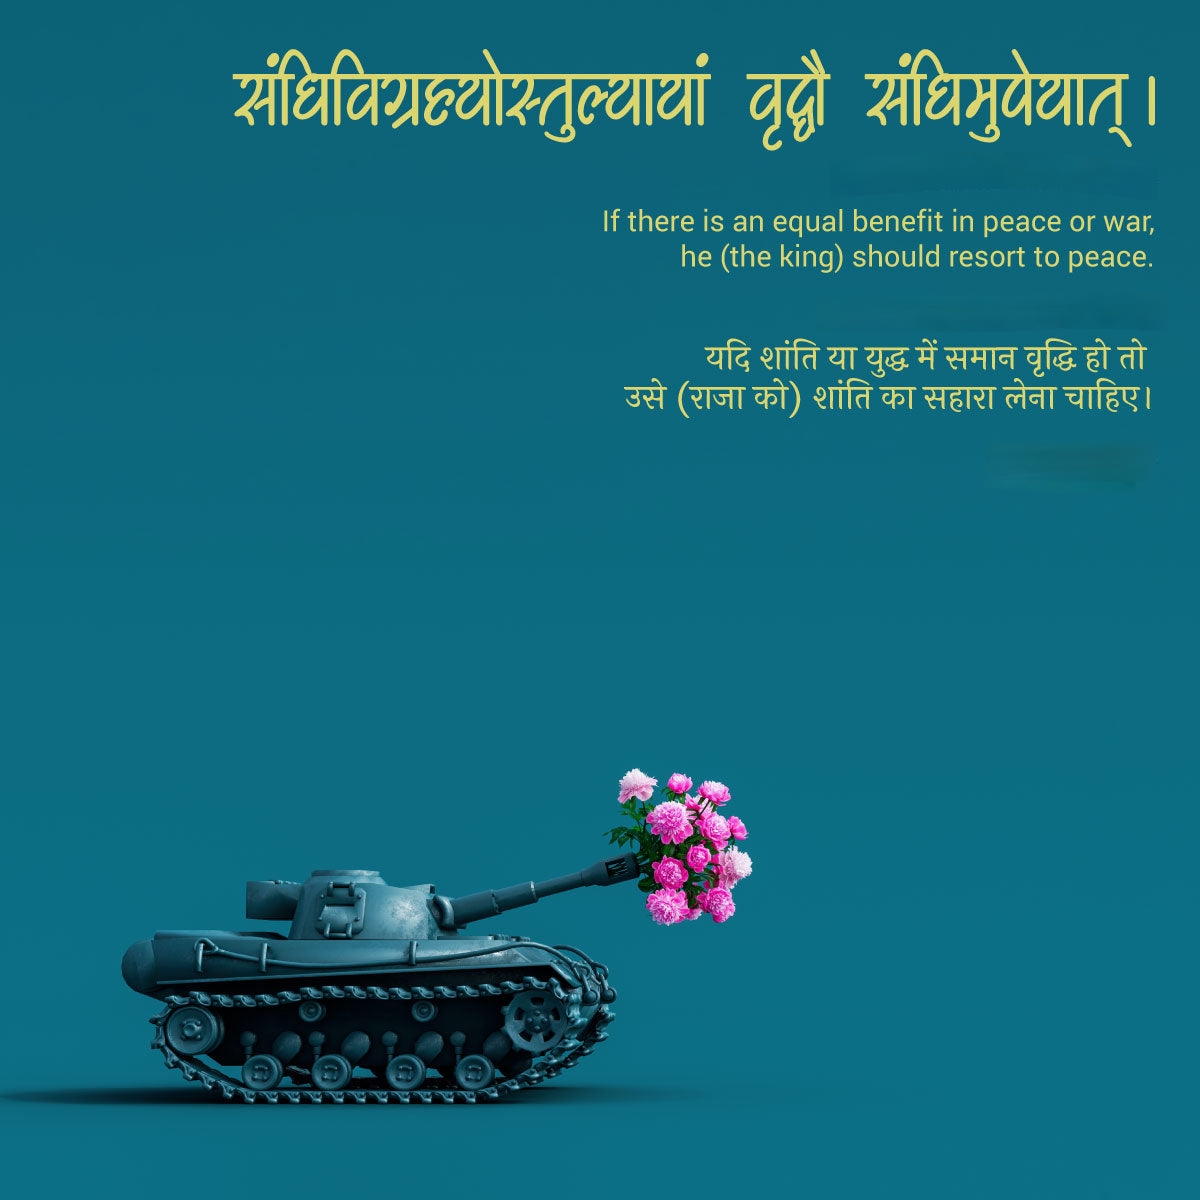 संधिविग्रहयोस्तुल्यायां वृद्धौ संधिमुपेयात्।
If there is an equal benefit in peace or war,
he (the king) should resort to peace.
यदि शांति या युद्ध में समान वृद्धि हो तो
उसे (राजा को) शांति का सहारा लेना चाहिए।